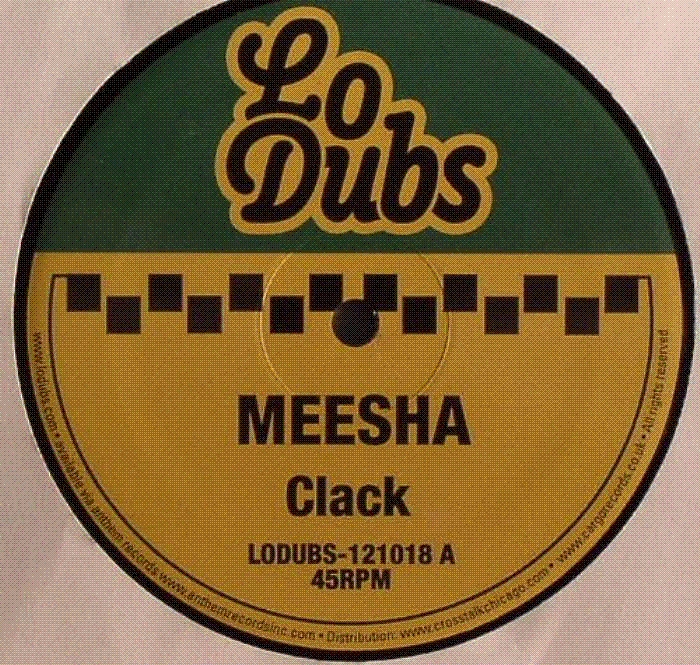 Lo
Dubs
MEESHA
Clack
LODUBS-121018 A
45RPM
www.lodubs.com • available via anthem records www.anthemrecordsinc.com • Distribution: www.crosstalkchicago.com • www.cargorecords.co.uk • All rights reserved